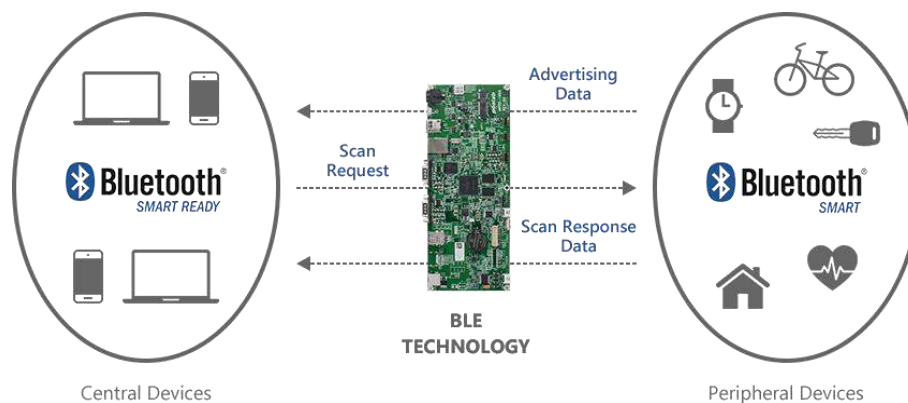 Advertising
Data
Scan
Request
Bluetooth®
SMART READY
Bluetooth®
SMART
Scan Response
Data
BLE
TECHNOLOGY
Central Devices
Peripheral Devices